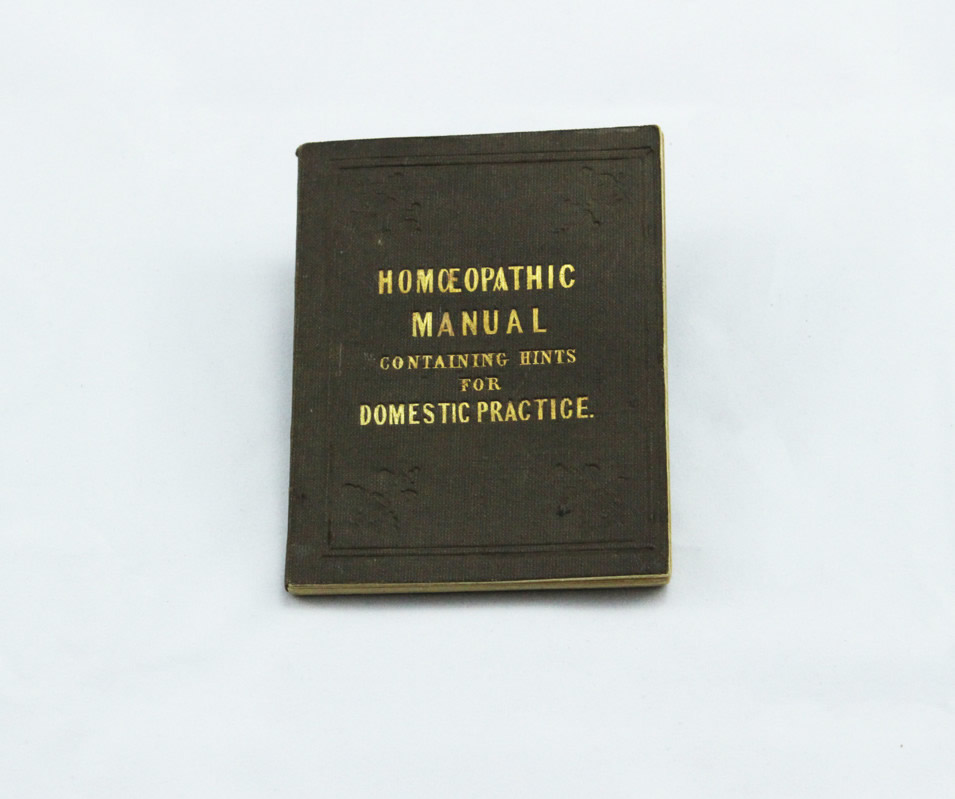 HOMŒOPATHIC
MANUAL
CONTAINING HINTS
FOR
DOMESTIC PRACTICE.